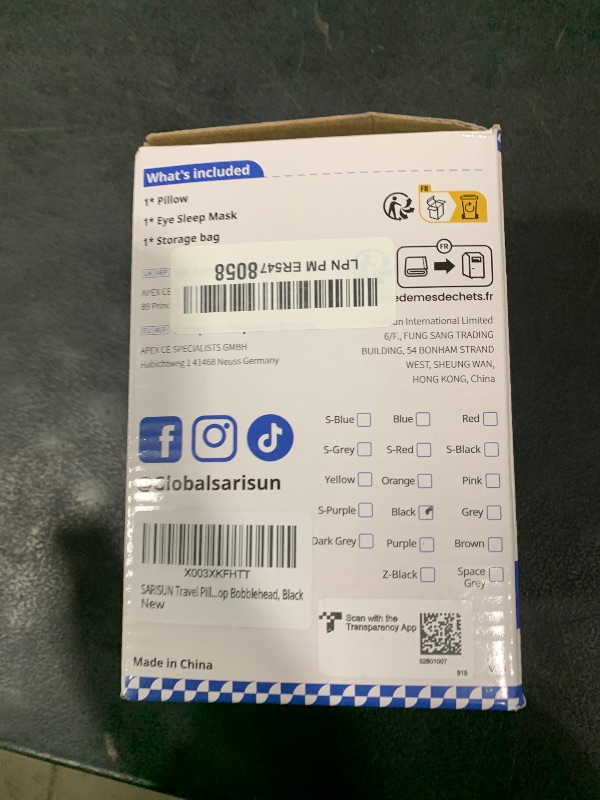 What's included
1* Pillow
1* Eye Sleep Mask
1* Storage bag
FR
FR
LPN PM ER5478058
APEX CE
89 Princ
edemesdechets.fr
APEX CE SPECIALISTS GMBH
Habichtweg 1 41468 Neuss Germany
un International Limited
6/F., FUNG SANG TRADING
BUILDING, 54 BONHAM STRAND
WEST, SHEUNG WAN,
HONG KONG, China
@Globalsarisun
S-Blue Blue Red
S-Grey S-Red S-Black
Yellow Orange Pink
S-Purple Black Grey
Dark Grey Purple Brown
Z-Black Space Grey
X003XKFHTT
SARISUN Travel Pill...op Bobblehead, Black
New
Scan with the
Transparency App
S19
Made in China